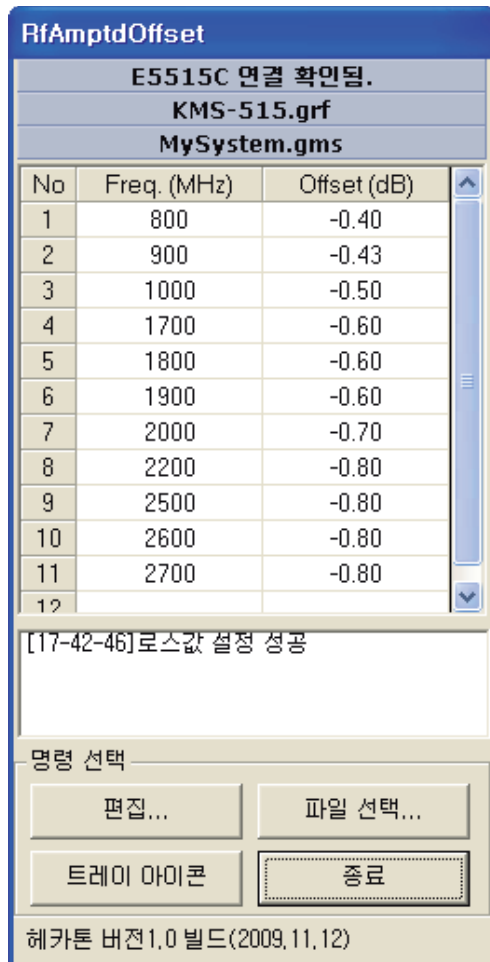 RfAmptdOffset
E5515C 연결 확인됨.
KMS-515.grf
MySystem.gms
No Freq. (MHz) Offset (dB)
1 800 -0.40
2 900 -0.43
3 1000 -0.50
4 1700 -0.60
5 1800 -0.60
6 1900 -0.60
7 2000 -0.70
8 2200 -0.80
9 2500 -0.80
10 2600 -0.80
11 2700 -0.80
12
[17-42-46]로스값 설정 성공
명령 선택
편집... 파일 선택...
트레이 아이콘 종료
헤카톤 버전1.0 빌드(2009.11.12)